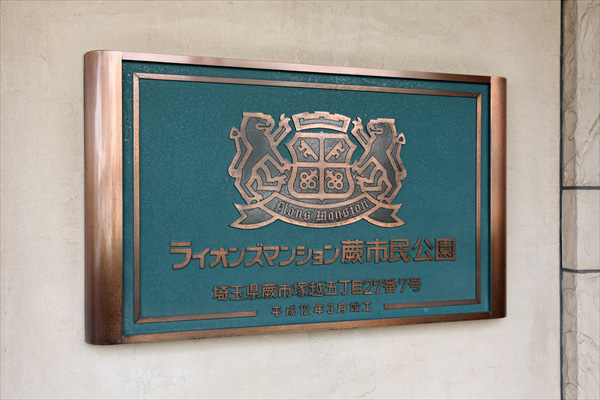 Lions Mansion
ライオンズマンション蕨市民公園
埼玉県蕨市塚越五丁目27番7号
平成12年3月竣工